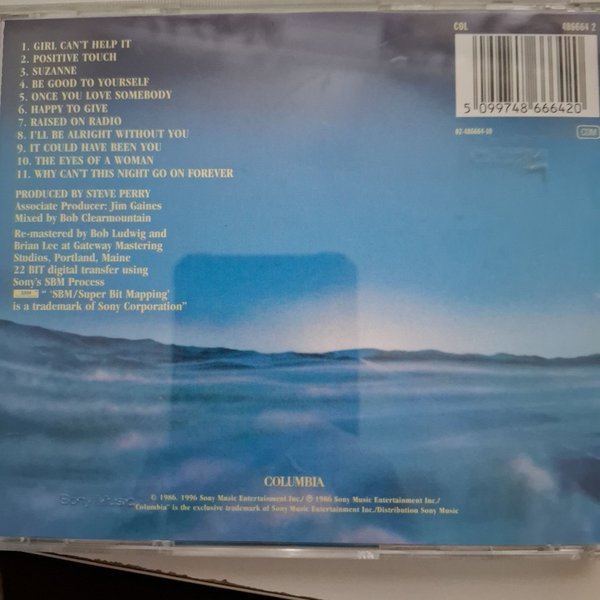 COL 486664 2
1. GIRL CAN'T HELP IT
2. POSITIVE TOUCH
3. SUZANNE
4. BE GOOD TO YOURSELF
5. ONCE YOU LOVE SOMEBODY
6. HAPPY TO GIVE
7. RAISED ON RADIO
8. I'LL BE ALRIGHT WITHOUT YOU
9. IT COULD HAVE BEEN YOU
10. THE EYES OF A WOMAN
11. WHY CAN'T THIS NIGHT GO ON FOREVER
5 099748 666420
02-486664-10
PRODUCED BY STEVE PERRY
Associate Producer: Jim Gaines
Mixed by Bob Clearmountain
Re-mastered by Bob Ludwig and
Brian Lee at Gateway Mastering
Studios, Portland, Maine
22 BIT digital transfer using
Sony's SBM Process
" 'SBM/Super Bit Mapping'
is a trademark of Sony Corporation"
COLUMBIA
Sony Music
© 1986, 1996 Sony Music Entertainment Inc./ ℗ 1986 Sony Music Entertainment Inc./
"Columbia" is the exclusive trademark of Sony Music Entertainment Inc./Distribution Sony Music